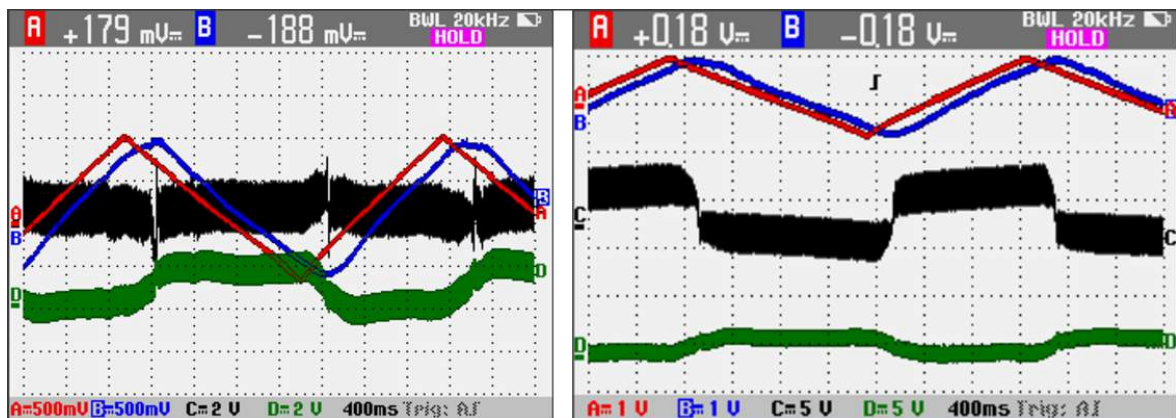 A +179 mV B -188 mV BWL 20kHz
HOLD
A
B
D
B
A
D
A=500mV B=500mV C=2 V D=2 V 400ms Trig: A
A +0.18 V B -0.18 V BWL 20kHz
HOLD
A
B
C
D
A
C
D
A=1 V B=1 V C=5 V D=5 V 400ms Trig: A